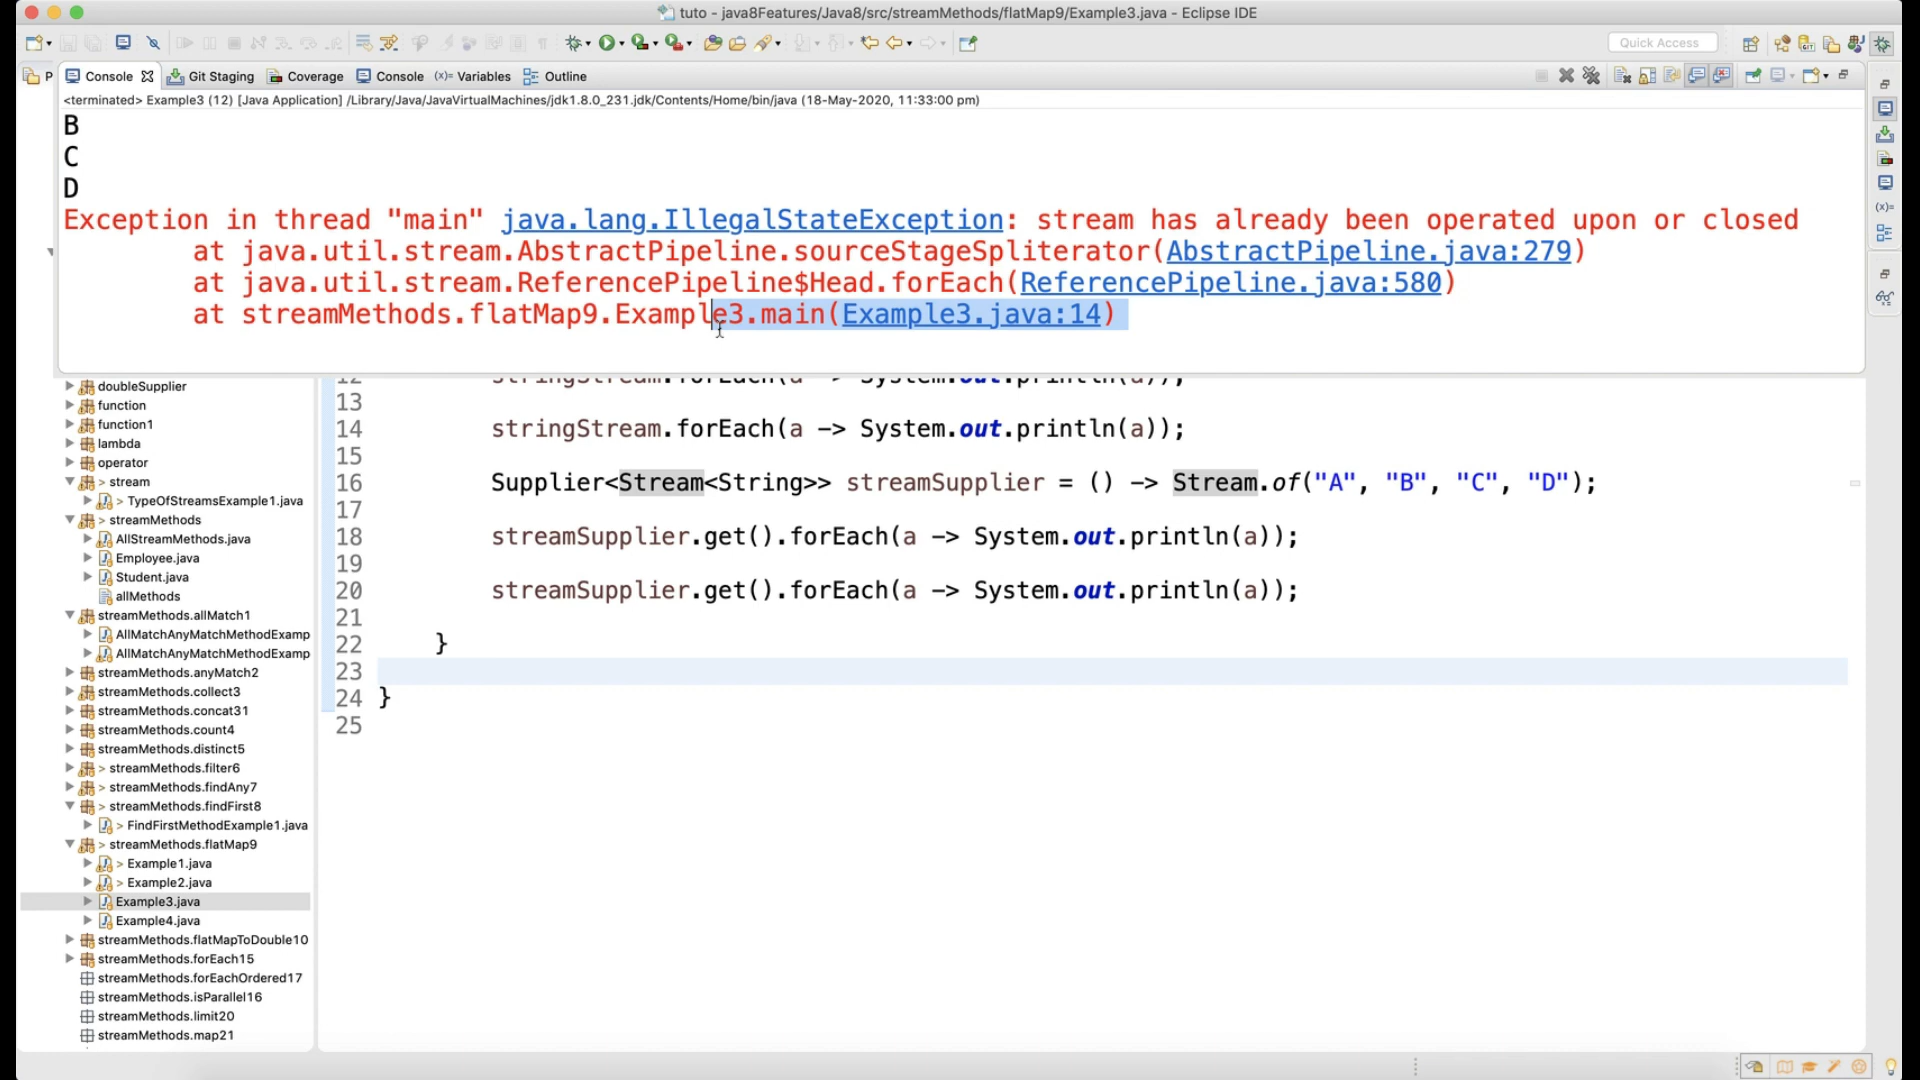 tuto - java8Features/Java8/src/streamMethods/flatMap9/Example3.java - Eclipse IDE
Quick Access
P
Console
Git Staging
Coverage
Console
(x)= Variables
Outline
<terminated> Example3 (12) [Java Application] /Library/Java/JavaVirtualMachines/jdk1.8.0_231.jdk/Contents/Home/bin/java (18-May-2020, 11:33:00 pm)
B
C
D
Exception in thread "main" java.lang.IllegalStateException: stream has already been operated upon or closed
at java.util.stream.AbstractPipeline.sourceStageSpliterator(AbstractPipeline.java:279)
at java.util.stream.ReferencePipeline$Head.forEach(ReferencePipeline.java:580)
at streamMethods.flatMap9.Example3.main(Example3.java:14)
doubleSupplier
function
function1
lambda
operator
> stream
> TypeOfStreamsExample1.java
> streamMethods
AllStreamMethods.java
Employee.java
Student.java
allMethods
streamMethods.allMatch1
AllMatchAnyMatchMethodExamp
AllMatchAnyMatchMethodExamp
streamMethods.anyMatch2
streamMethods.collect3
streamMethods.concat31
streamMethods.count4
streamMethods.distinct5
> streamMethods.filter6
> streamMethods.findAny7
> streamMethods.findFirst8
> FindFirstMethodExample1.java
> streamMethods.flatMap9
> Example1.java
> Example2.java
Example3.java
Example4.java
streamMethods.flatMapToDouble10
streamMethods.forEach15
streamMethods.forEachOrdered17
streamMethods.isParallel16
streamMethods.limit20
streamMethods.map21
12 stringStream.forEach(a -> System.out.println(a));
13
14 stringStream.forEach(a -> System.out.println(a));
15
16 Supplier<Stream<String>> streamSupplier = () -> Stream.of("A", "B", "C", "D");
17
18 streamSupplier.get().forEach(a -> System.out.println(a));
19
20 streamSupplier.get().forEach(a -> System.out.println(a));
21
22 }
23
24 }
25